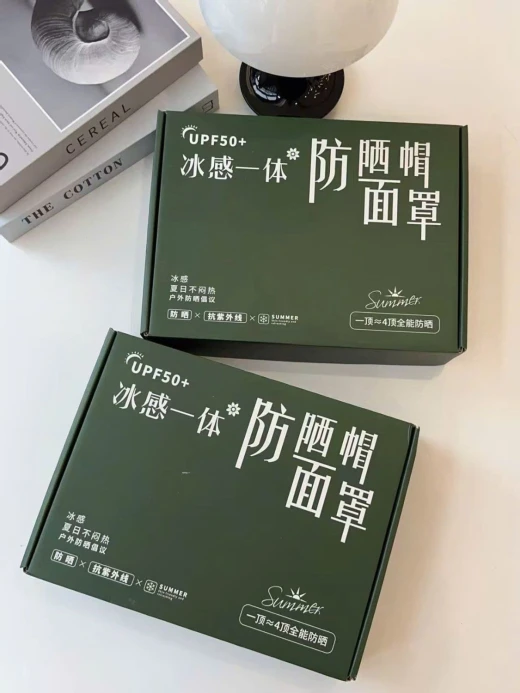 CEREAL
THE COTTON
UPF50+
冰感一体
防晒帽
面罩
冰感
夏日不闷热
户外防晒倡议
防晒 × 抗紫外线 × SUMMER
Summer
一顶≈4顶全能防晒
UPF50+
冰感一体
防晒帽
面罩
冰感
夏日不闷热
户外防晒倡议
防晒 × 抗紫外线 × SUMMER
Summer
一顶≈4顶全能防晒